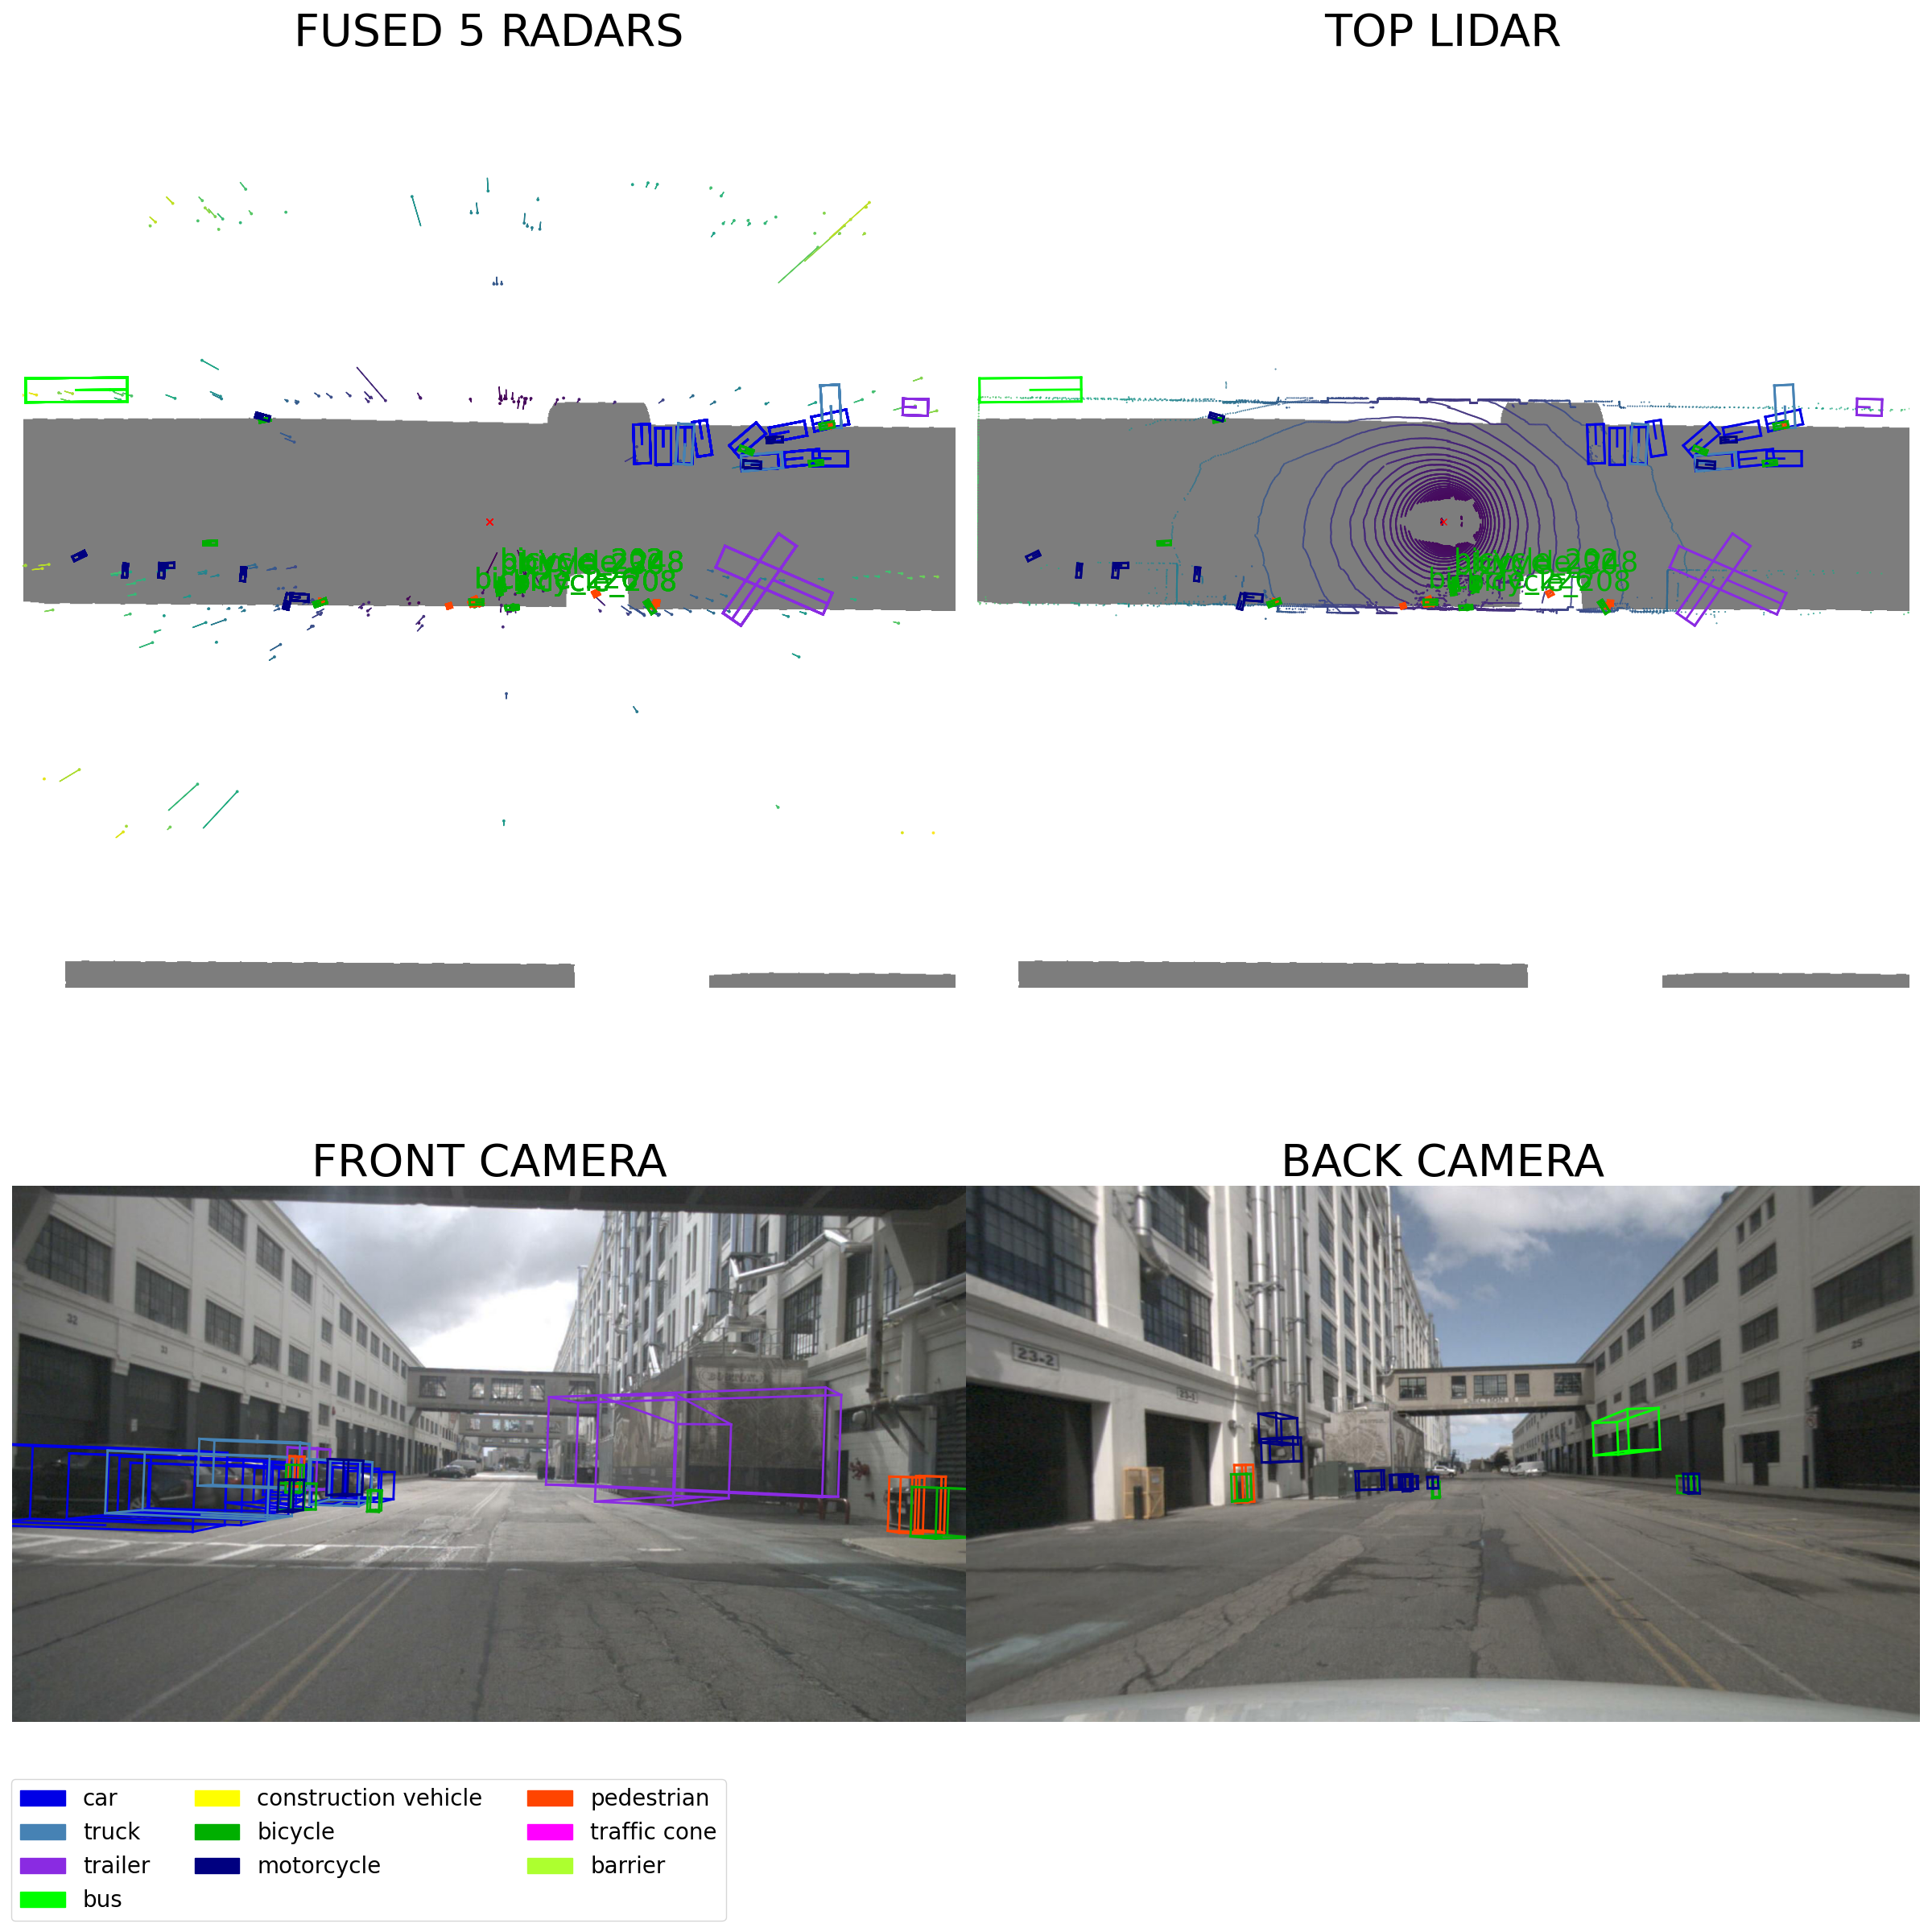 FUSED 5 RADARS
TOP LIDAR
FRONT CAMERA
BACK CAMERA
23-2
car
truck
trailer
bus
construction vehicle
bicycle
motorcycle
pedestrian
traffic cone
barrier